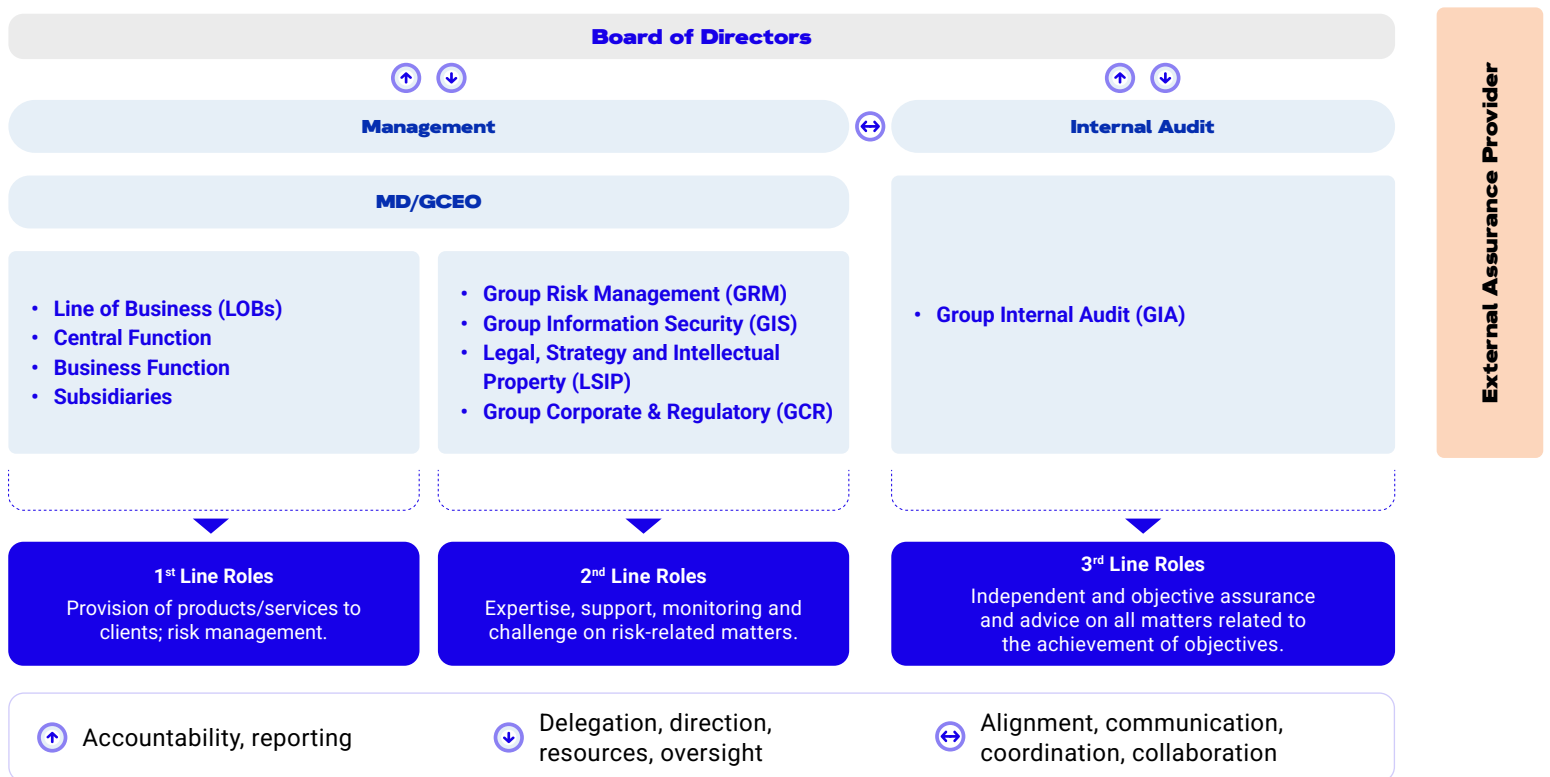 Board of Directors
Management
Internal Audit
MD/GCEO
• Line of Business (LOBs)
• Central Function
• Business Function
• Subsidiaries
• Group Risk Management (GRM)
• Group Information Security (GIS)
• Legal, Strategy and Intellectual
Property (LSIP)
• Group Corporate & Regulatory (GCR)
• Group Internal Audit (GIA)
1st Line Roles
Provision of products/services to
clients; risk management.
2nd Line Roles
Expertise, support, monitoring and
challenge on risk-related matters.
3rd Line Roles
Independent and objective assurance
and advice on all matters related to
the achievement of objectives.
Accountability, reporting
Delegation, direction,
resources, oversight
Alignment, communication,
coordination, collaboration
External Assurance Provider